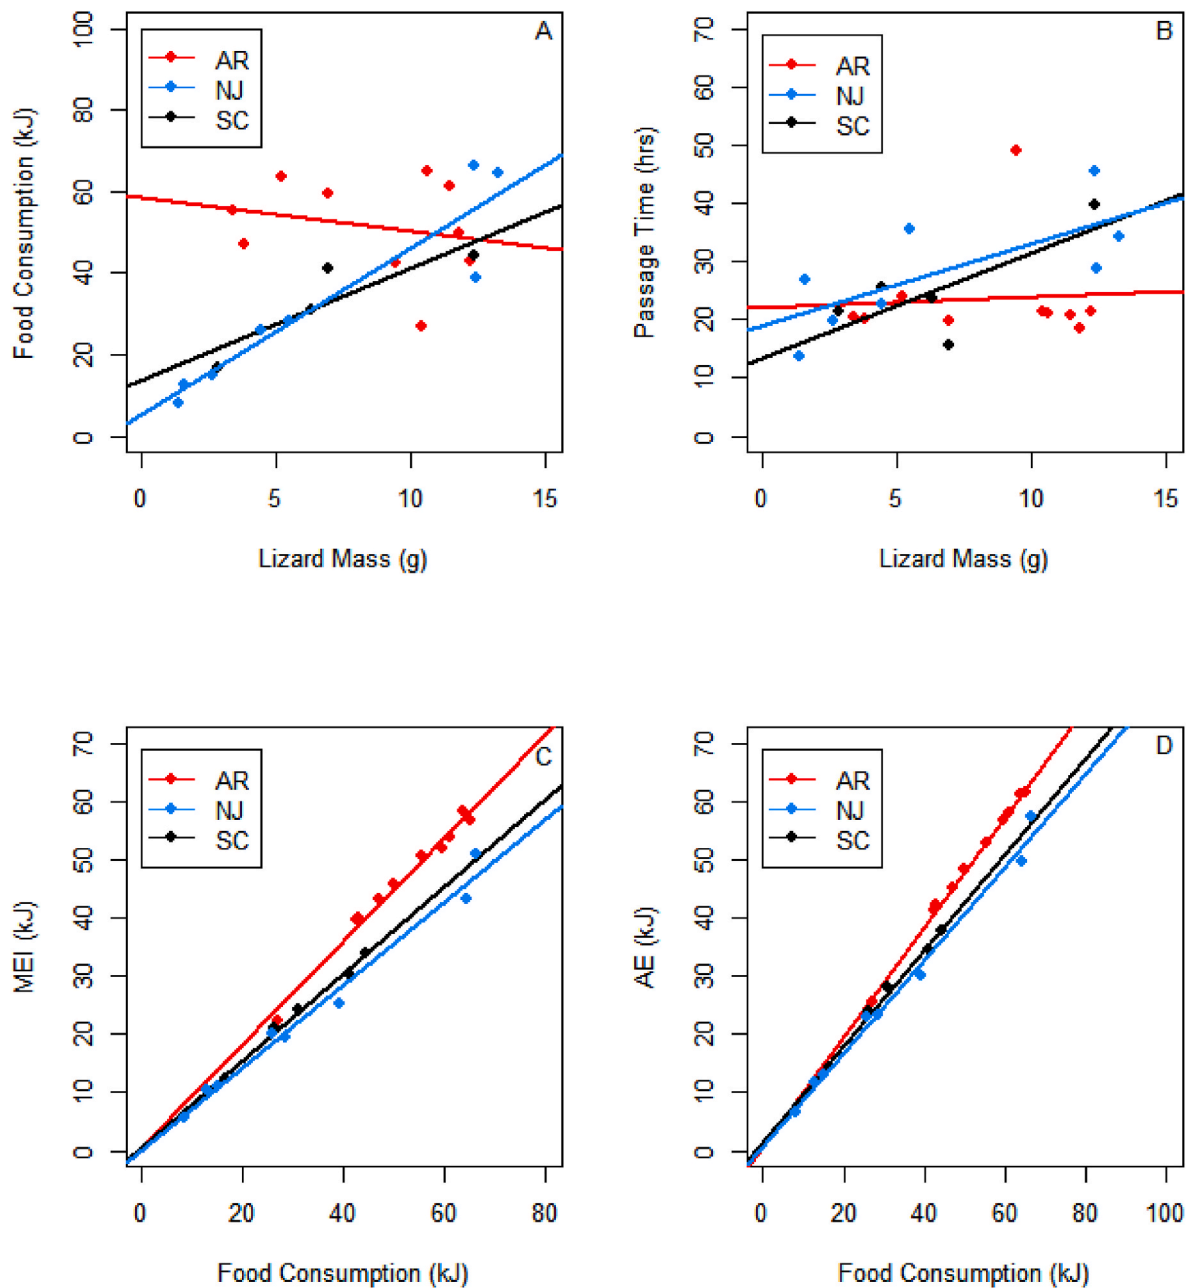 A
AR
NJ
SC
Food Consumption (kJ)
0 20 40 60 80 100
0 5 10 15
Lizard Mass (g)
B
AR
NJ
SC
Passage Time (hrs)
0 10 20 30 40 50 60 70
0 5 10 15
Lizard Mass (g)
C
AR
NJ
SC
MEI (kJ)
0 10 20 30 40 50 60 70
0 20 40 60 80
Food Consumption (kJ)
D
AR
NJ
SC
AE (kJ)
0 10 20 30 40 50 60 70
0 20 40 60 80 100
Food Consumption (kJ)